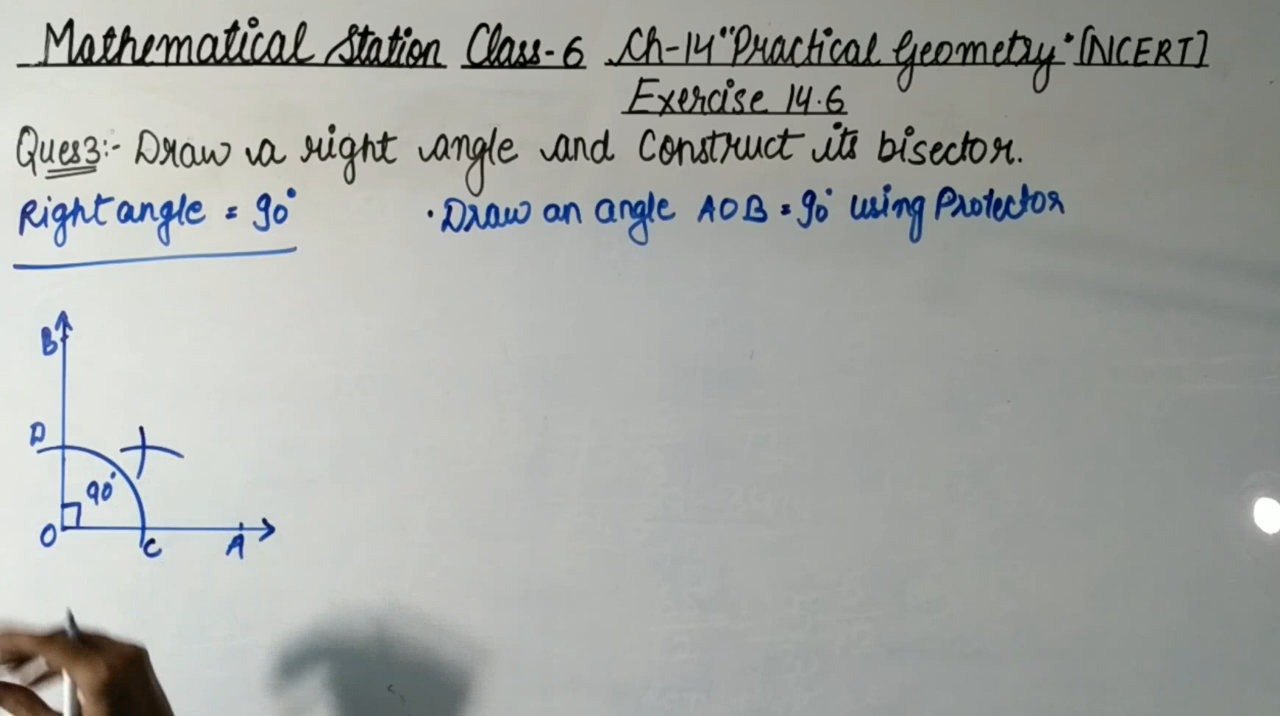 Mathematical Station Class-6 Ch-14 "Practical Geometry" [NCERT]
Exercise 14.6
Ques3:- Draw a right angle and construct its bisector.
Right angle = 90°
• Draw an angle AOB = 90° using Protector
B
D
90°
O
C
A